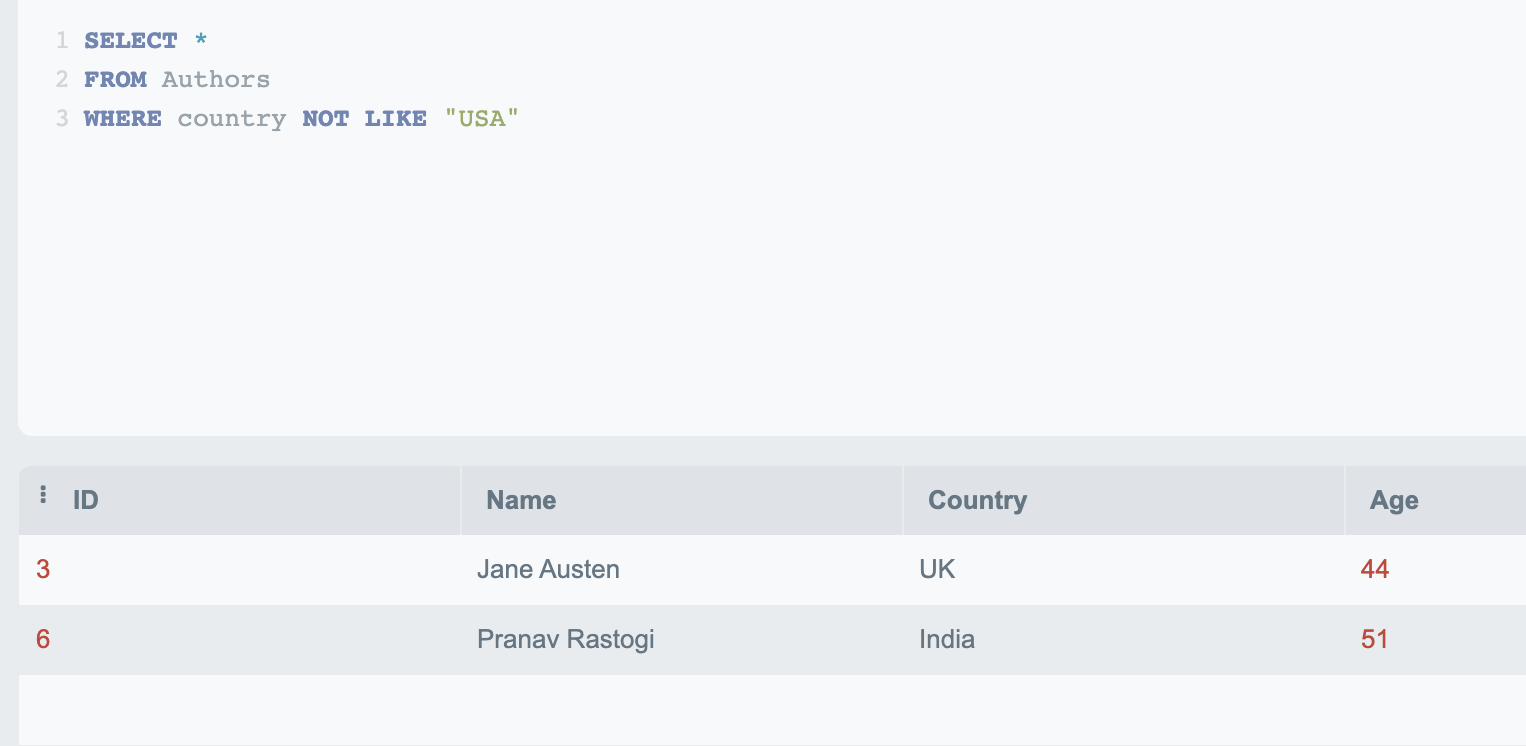 1 SELECT *
2 FROM Authors
3 WHERE country NOT LIKE "USA"
ID Name Country Age
3 Jane Austen UK 44
6 Pranav Rastogi India 51